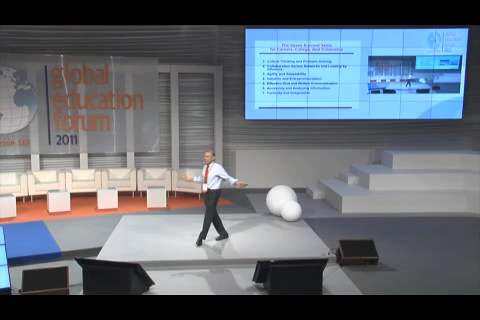 global
education
forum
2011
The Seven Survival Skills
for Careers, College, And Citizenship
1. Critical Thinking and Problem Solving
2. Collaboration Across Networks and Leading by
Influence
3. Agility and Adaptability
4. Initiative and Entrepreneurialism
5. Effective Oral and Written Communication
6. Accessing and Analyzing Information
7. Curiosity and Imagination